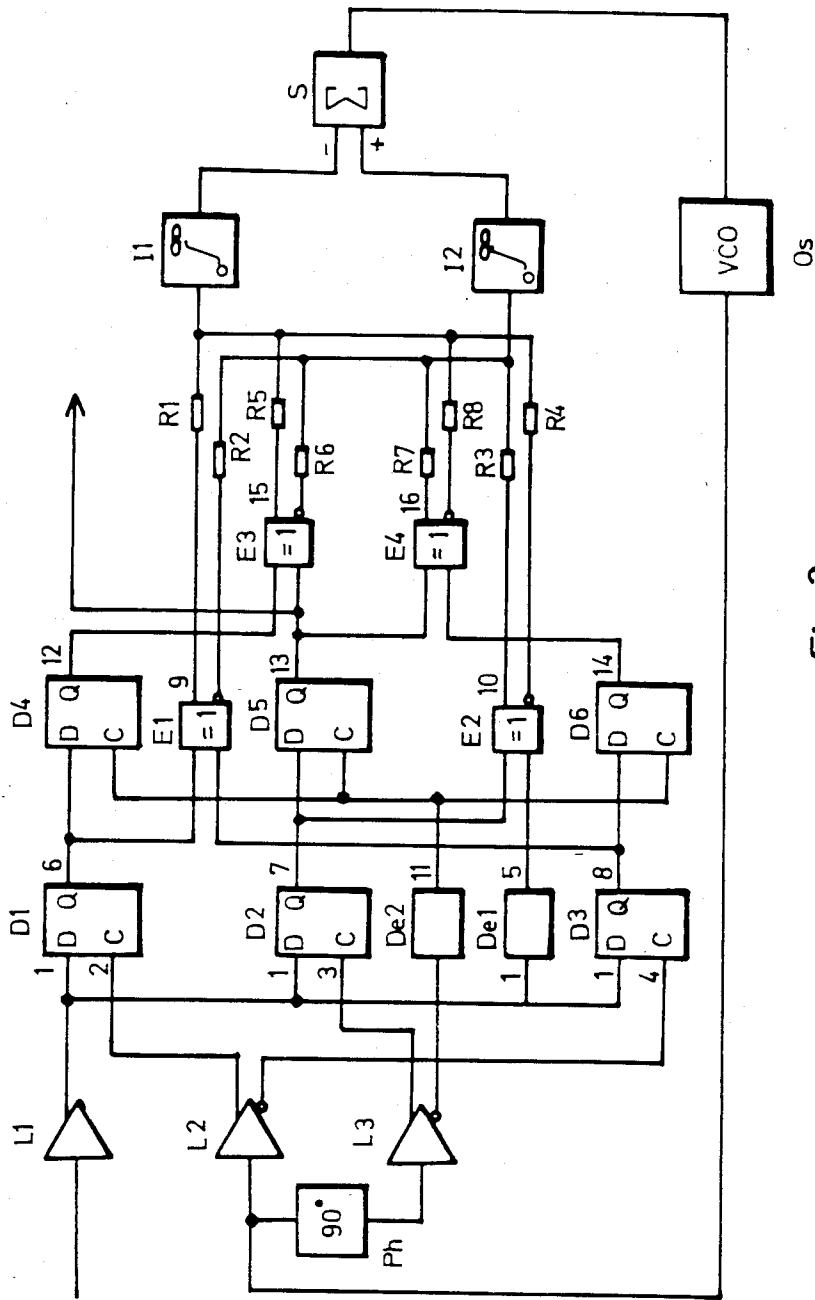 L1
L2
L3
90°
Ph
D1
1
D Q
6
2
C
D2
1
D Q
7
3
C
De2
11
De1
1
5
D3
1
D Q
8
4
C
D4
D Q
12
C
E1
= 1
9
D5
D Q
13
C
E2
= 1
10
D6
D Q
14
C
E3
= 1
15
E4
= 1
16
R1
R2
R5
R6
R7
R8
R3
R4
I1
∞
o
I2
∞
o
S
Σ
-
+
VCO
Os